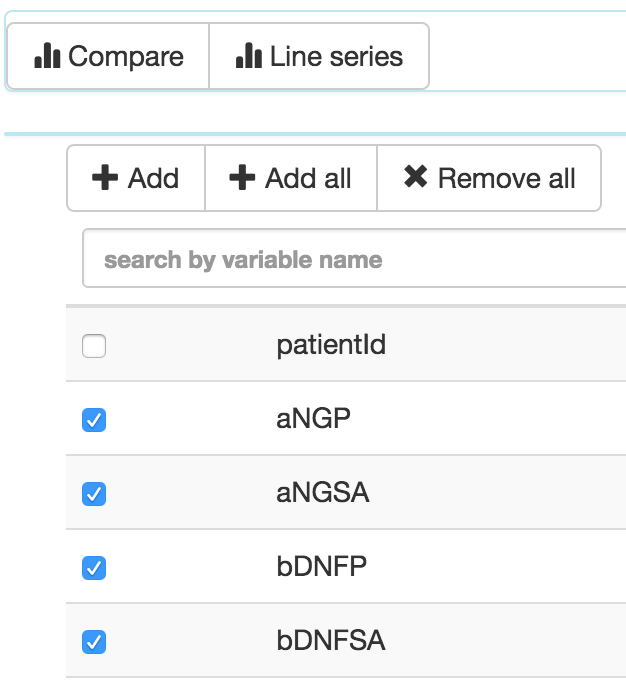 Compare Line series
Add Add all Remove all
search by variable name
patientId
aNGP
aNGSA
bDNFP
bDNFSA